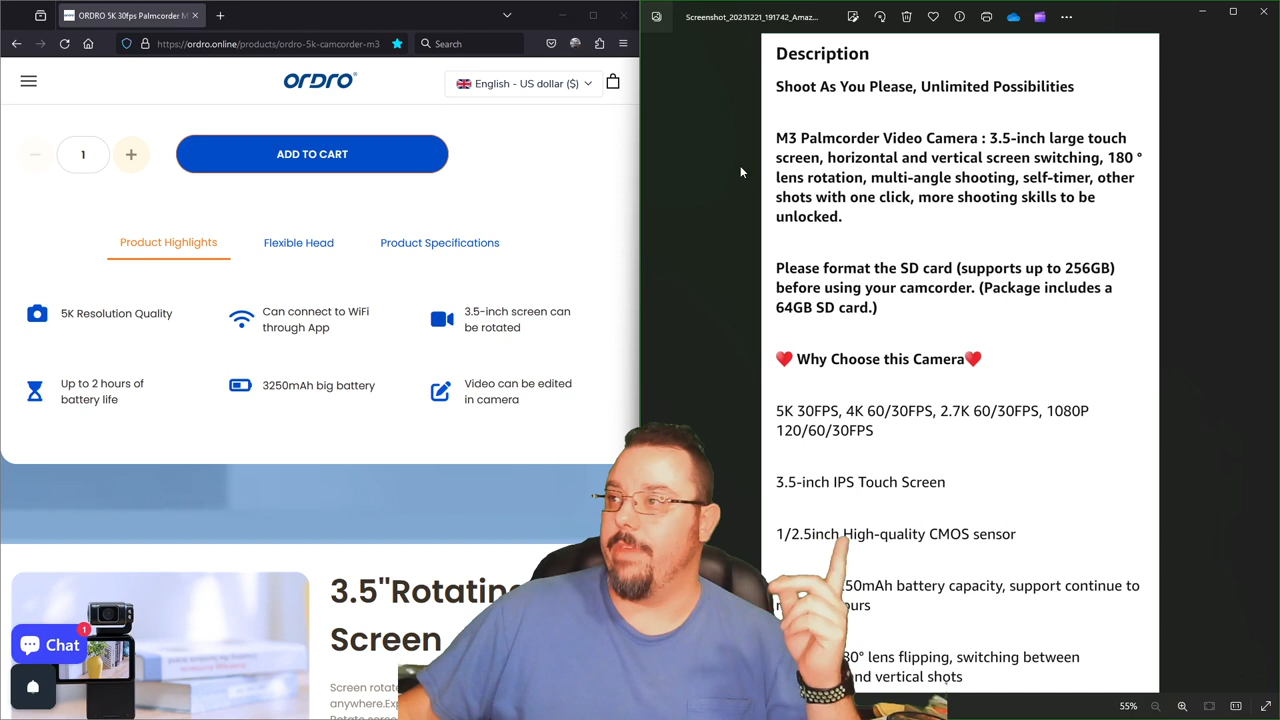 ORDRO 5K 30fps Palmcorder M
https://ordro.online/products/ordro-5k-camcorder-m3
Search
ordro®
English - US dollar ($)
1
ADD TO CART
Product Highlights
Flexible Head
Product Specifications
5K Resolution Quality
Can connect to WiFi
through App
3.5-inch screen can
be rotated
Up to 2 hours of
battery life
3250mAh big battery
Video can be edited
in camera
3.5"Rotating
Screen
Screen rota
anywhere.Exp
Rotate scree
Chat
1
Screenshot_20231221_191742_Amaz...
Description
Shoot As You Please, Unlimited Possibilities
M3 Palmcorder Video Camera : 3.5-inch large touch
screen, horizontal and vertical screen switching, 180 °
lens rotation, multi-angle shooting, self-timer, other
shots with one click, more shooting skills to be
unlocked.
Please format the SD card (supports up to 256GB)
before using your camcorder. (Package includes a
64GB SD card.)
❤️ Why Choose this Camera❤️
5K 30FPS, 4K 60/30FPS, 2.7K 60/30FPS, 1080P
120/60/30FPS
3.5-inch IPS Touch Screen
1/2.5inch High-quality CMOS sensor
50mAh battery capacity, support continue to
ours
80° lens flipping, switching between
nd vertical shots
55%